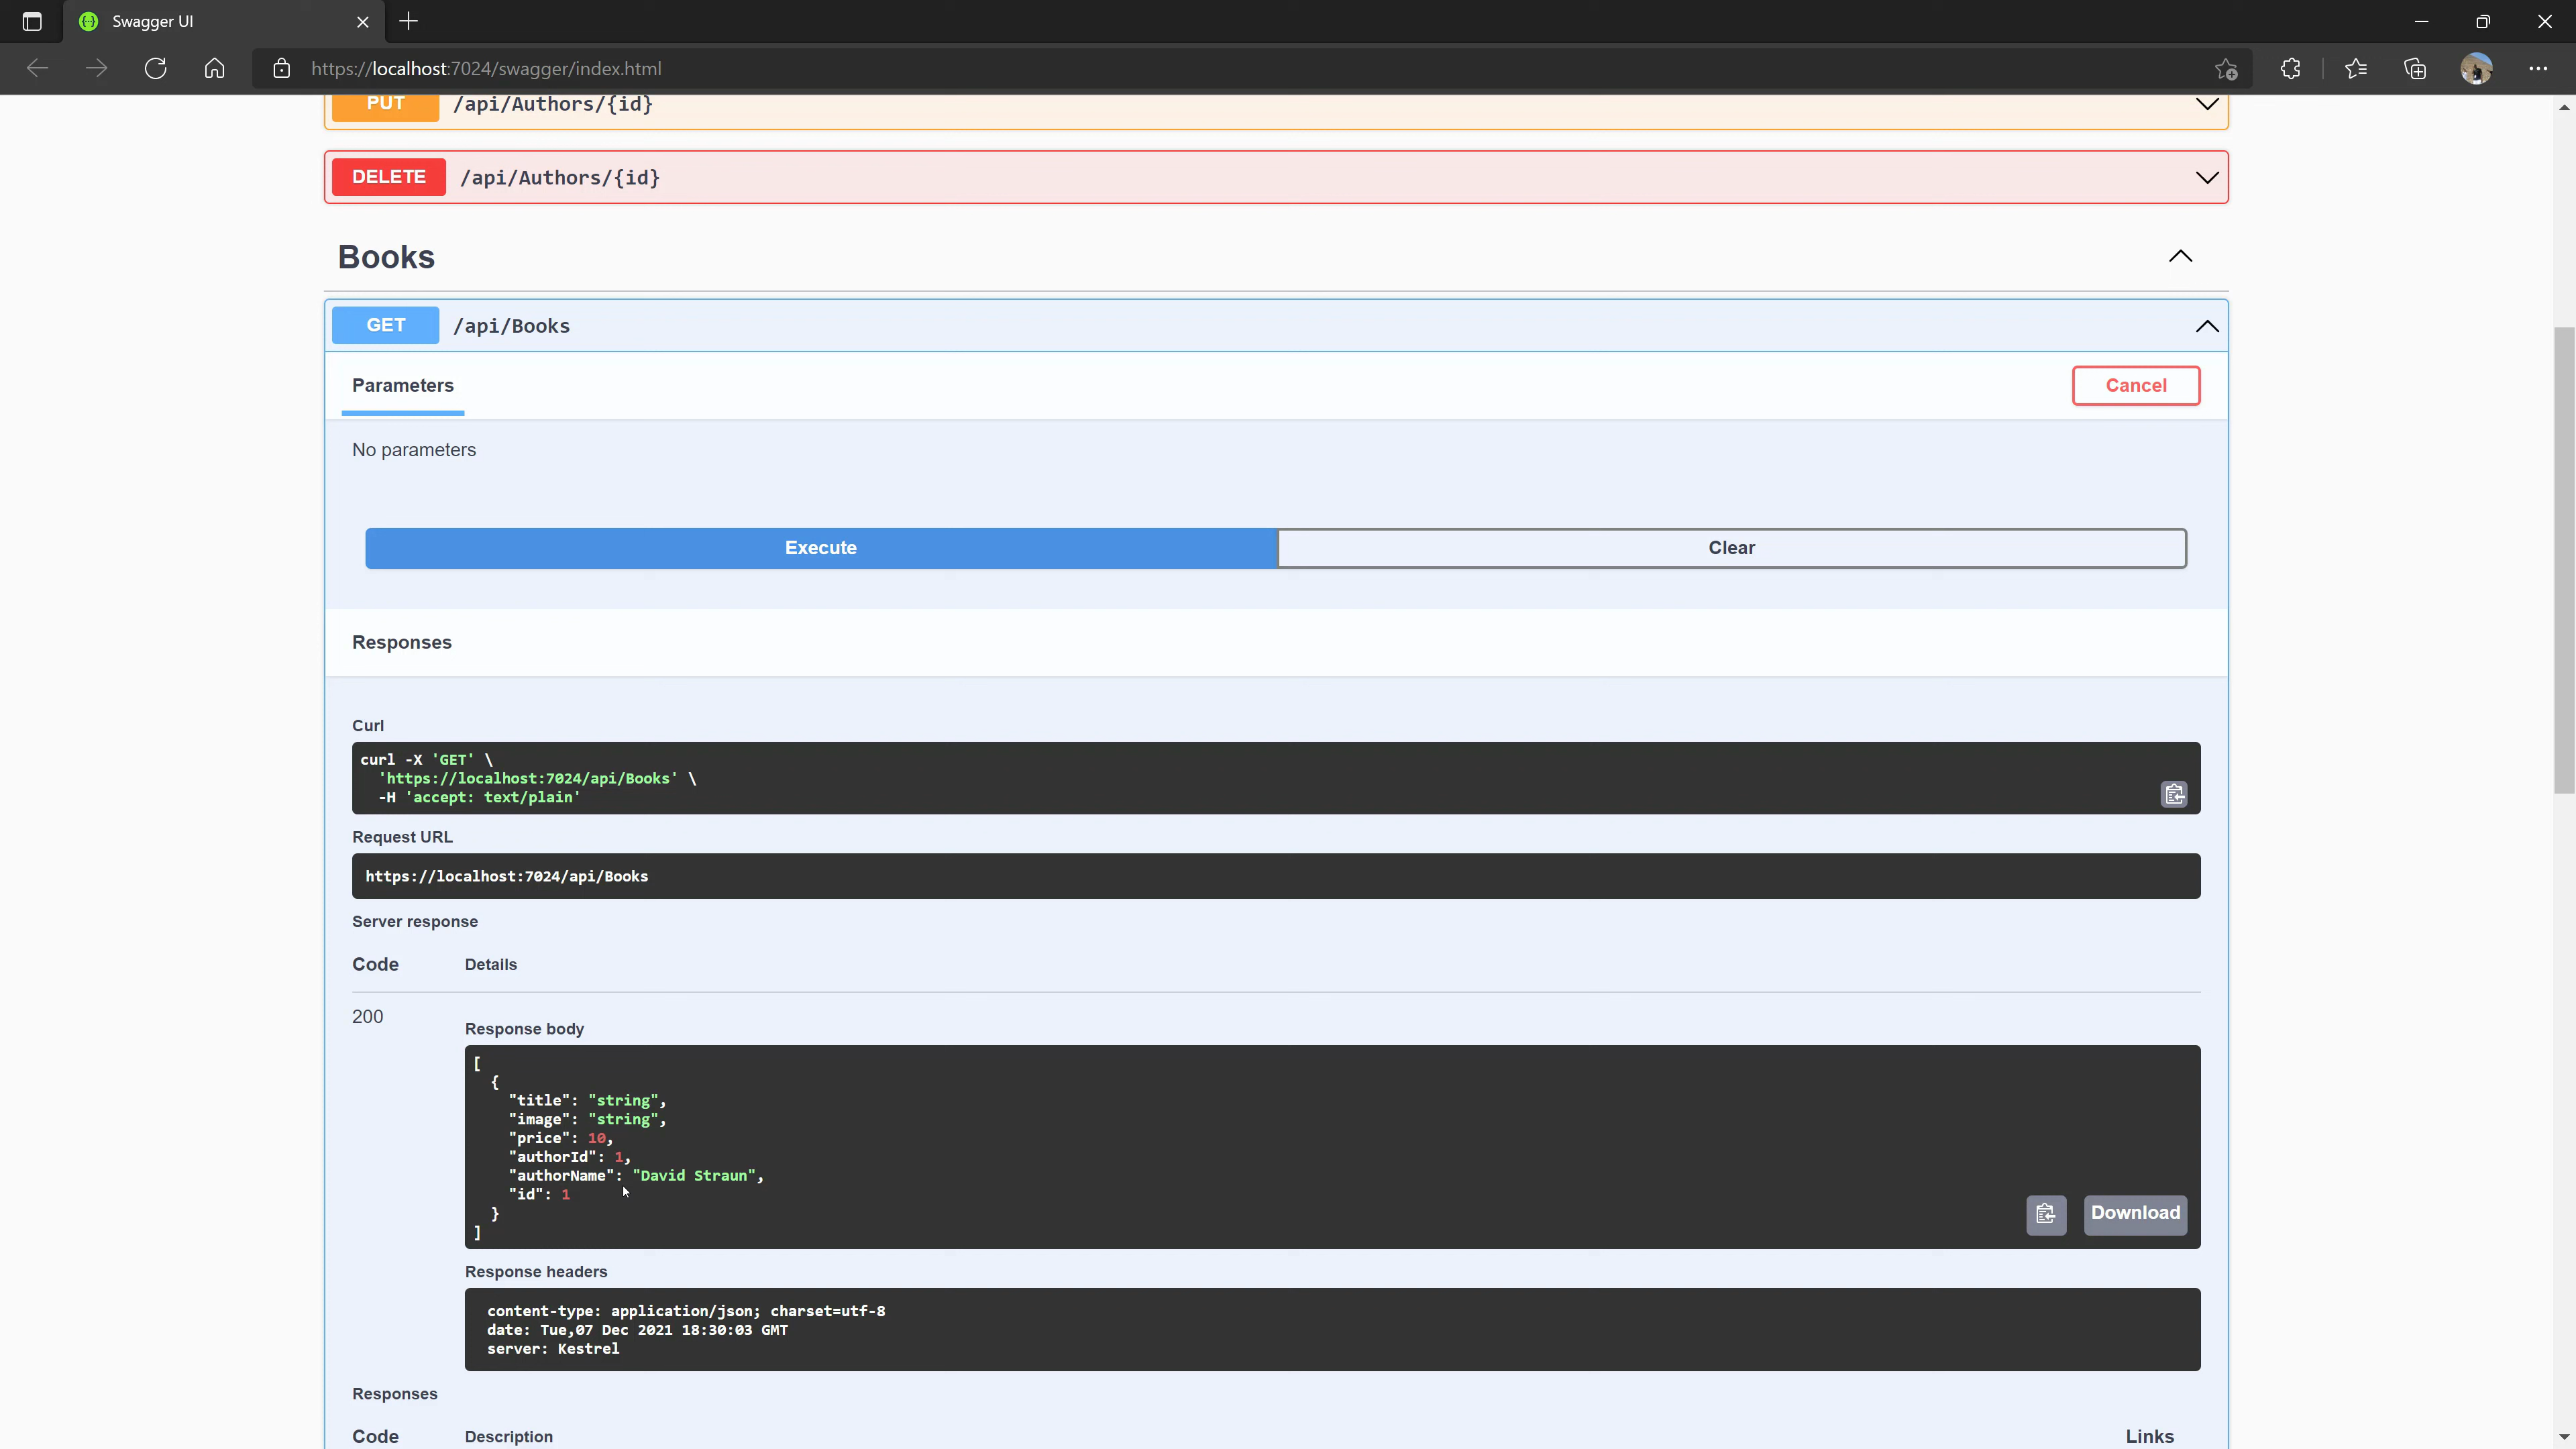 Swagger UI
https://localhost:7024/swagger/index.html
PUT /api/Authors/{id}
DELETE /api/Authors/{id}
Books
GET /api/Books
Parameters
Cancel
No parameters
Execute
Clear
Responses
Curl
curl -X 'GET' \
'https://localhost:7024/api/Books' \
-H 'accept: text/plain'
Request URL
https://localhost:7024/api/Books
Server response
Code Details
200
Response body
[
{
"title": "string",
"image": "string",
"price": 10,
"authorId": 1,
"authorName": "David Straun",
"id": 1
}
]
Download
Response headers
content-type: application/json; charset=utf-8
date: Tue,07 Dec 2021 18:30:03 GMT
server: Kestrel
Responses
Code Description Links